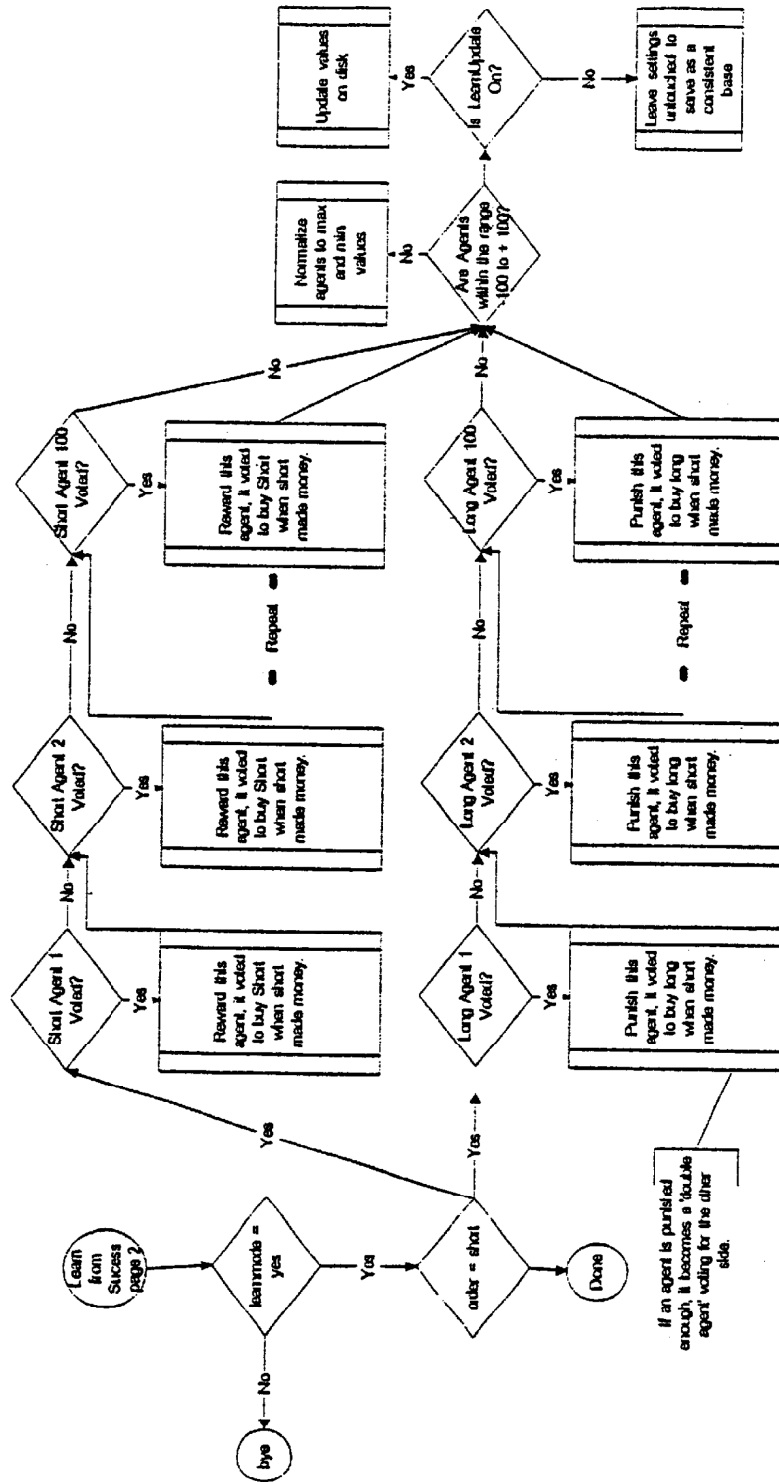 Learn
from
Sucess
page 2
learnmode =
yes
No
bye
Yes
order = short
Done
Yes
Yes
Short Agent 1
Voted?
No
Yes
Reward this
agent, it voted
to buy Short
when short
made money.
Short Agent 2
Voted?
No
Yes
Reward this
agent, it voted
to buy Short
when short
made money.
Repeat
Short Agent 100
Voted?
No
Yes
Reward this
agent, it voted
to buy Short
when short
made money.
Long Agent 1
Voted?
No
Yes
Punish this
agent, it voted
to buy long
when short
made money.
Long Agent 2
Voted?
No
Yes
Punish this
agent, it voted
to buy long
when short
made money.
Repeat
Long Agent 100
Voted?
No
Yes
Punish this
agent, it voted
to buy long
when short
made money.
If an agent is punished
enough, it becomes a 'double
agent' voting for the other
side.
Normalize
agents to max
and min
values
No
Are Agents
within the range
-100 to + 100?
Update values
on disk
Yes
Is LearnUpdate
On?
No
Leave settings
untouched to
serve as a
consistent
base